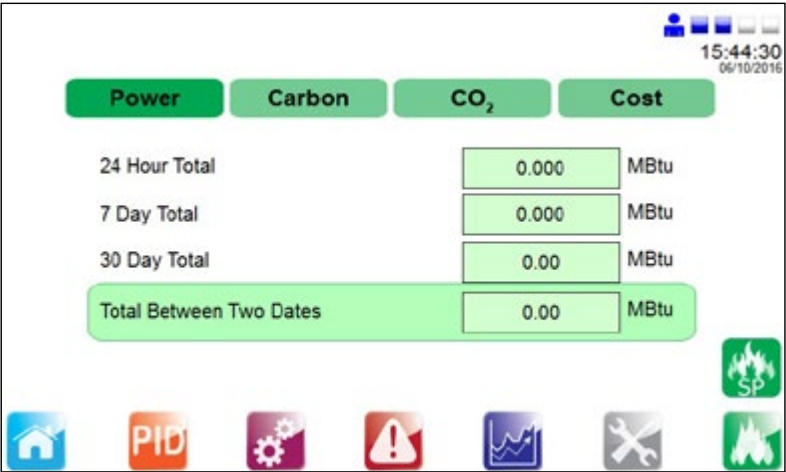 15:44:30
06/10/2016
Power Carbon CO₂ Cost
24 Hour Total 0.000 MBtu
7 Day Total 0.000 MBtu
30 Day Total 0.00 MBtu
Total Between Two Dates 0.00 MBtu
SP
PID